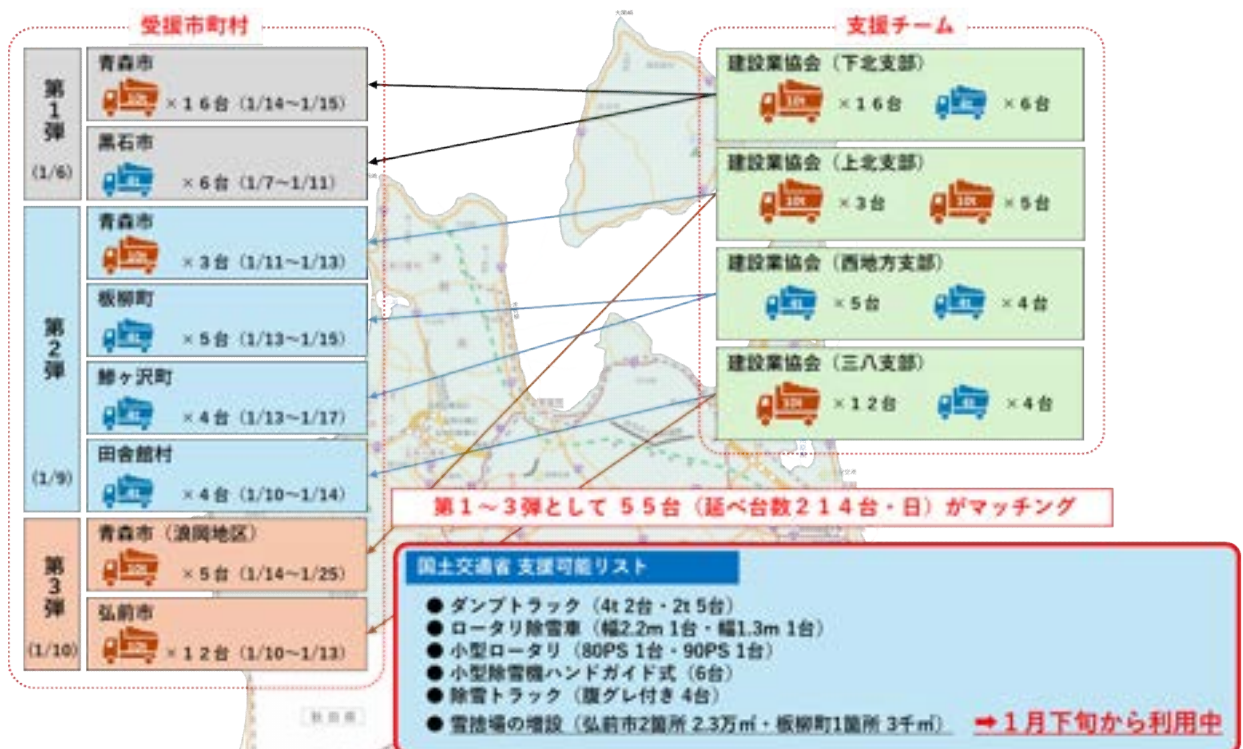 受援市町村
第1弾
(1/6)
青森市
10t
×16台（1/14～1/15）
黒石市
×6台（1/7～1/11）
第2弾
(1/9)
青森市
10t
×3台（1/11～1/13）
板柳町
×5台（1/13～1/15）
鰺ヶ沢町
×4台（1/13～1/17）
田舎館村
×4台（1/10～1/14）
第3弾
(1/10)
青森市（浪岡地区）
10t
×5台（1/14～1/25）
弘前市
10t
×12台（1/10～1/13）
支援チーム
建設業協会（下北支部）
10t ×16台 ×6台
建設業協会（上北支部）
10t ×3台 10t ×5台
建設業協会（西地方支部）
×5台 ×4台
建設業協会（三八支部）
10t ×12台 ×4台
第1～3弾として 55台（延べ台数214台・日）がマッチング
国土交通省 支援可能リスト
● ダンプトラック（4t 2台・2t 5台）
● ロータリ除雪車（幅2.2m 1台・幅1.3m 1台）
● 小型ロータリ（80PS 1台・90PS 1台）
● 小型除雪機ハンドガイド式（6台）
● 除雪トラック（腹グレ付き 4台）
● 雪捨場の増設（弘前市2箇所 2.3万㎡・板柳町1箇所 3千㎡） ➡1月下旬から利用中
秋田県